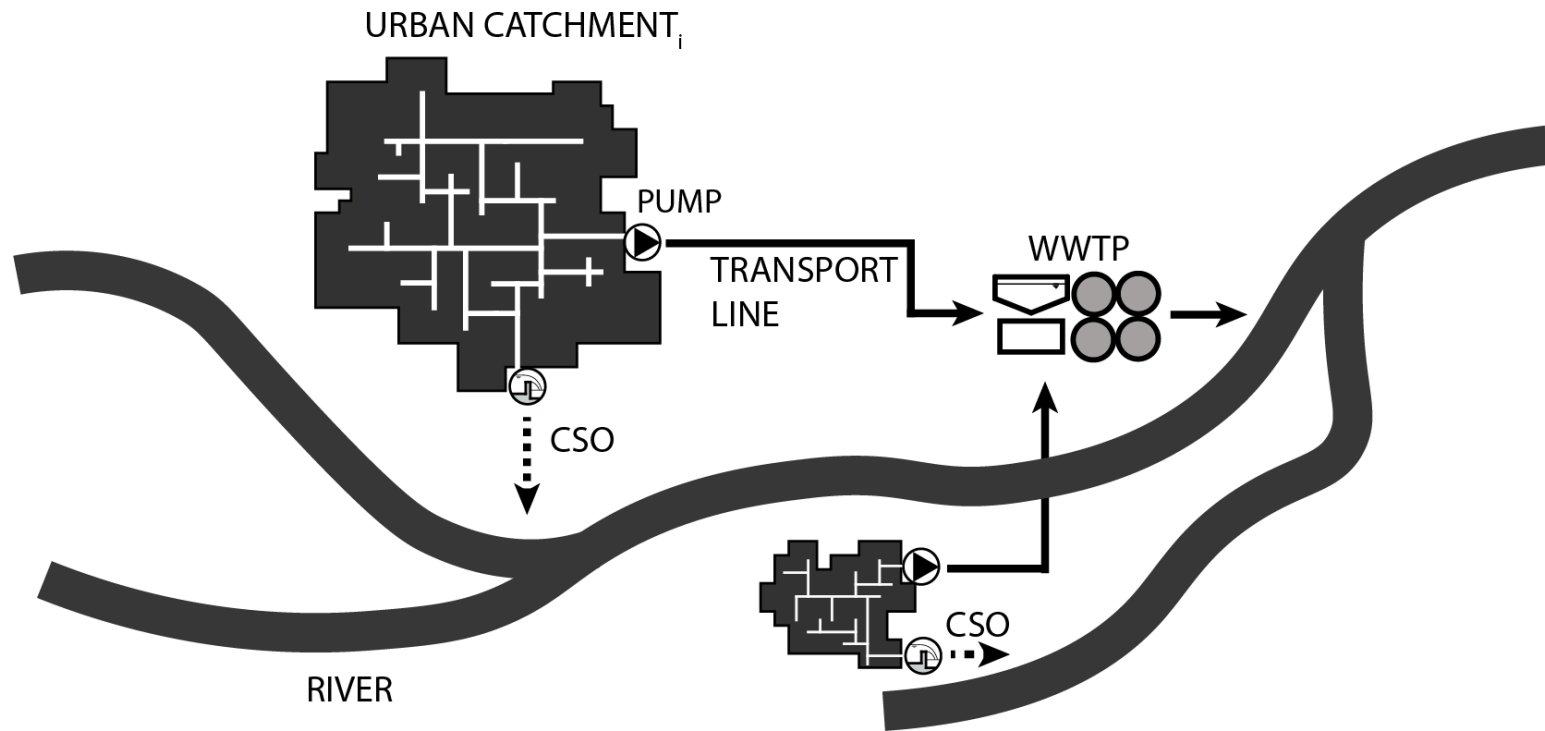 URBAN CATCHMENTi
PUMP
TRANSPORT
LINE
WWTP
CSO
CSO
RIVER